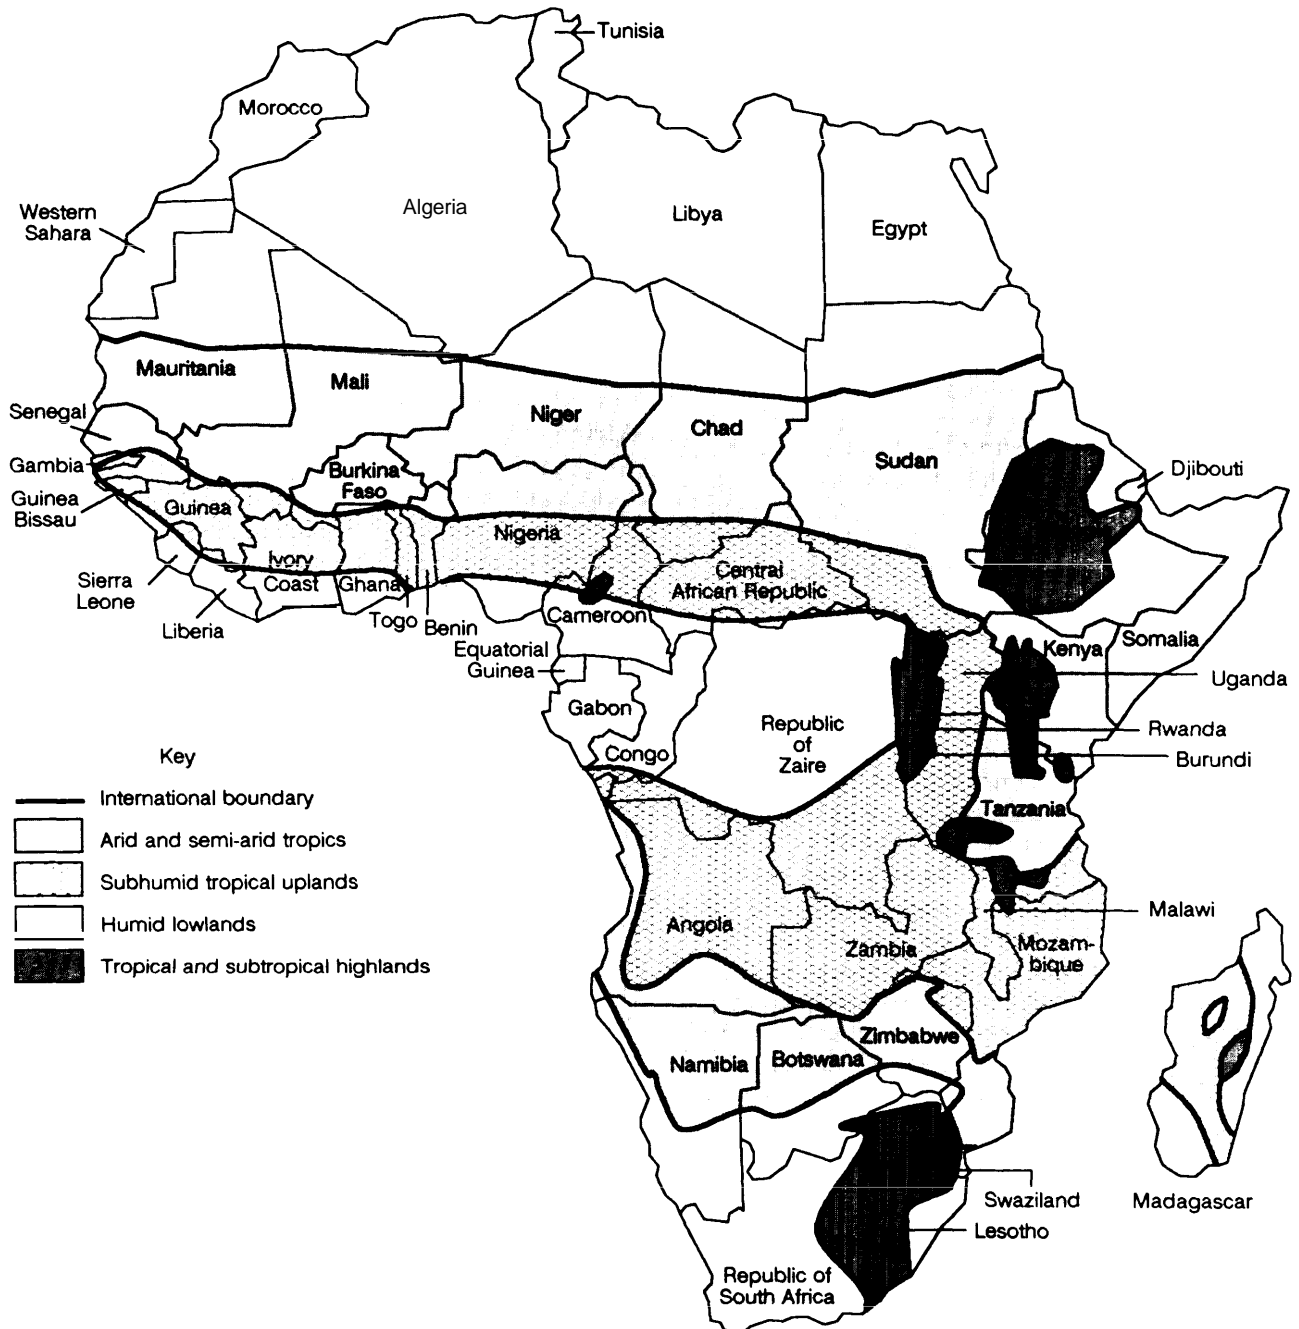 Tunisia
Morocco
Algeria
Libya
Egypt
Western
Sahara
Mauritania
Mali
Niger
Chad
Sudan
Senegal
Gambia
Guinea
Bissau
Guinea
Burkina
Faso
Djibouti
Nigeria
Ivory
Coast
Ghana
Central
African Republic
Sierra
Leone
Liberia
Togo
Benin
Cameroon
Equatorial
Guinea
Kenya
Somalia
Uganda
Gabon
Congo
Republic
of
Zaire
Rwanda
Burundi
Tanzania
Key
International boundary
Arid and semi-arid tropics
Subhumid tropical uplands
Humid lowlands
Tropical and subtropical highlands
Angola
Zambia
Malawi
Mozam-
bique
Zimbabwe
Namibia
Botswana
Swaziland
Lesotho
Madagascar
Republic of
South Africa